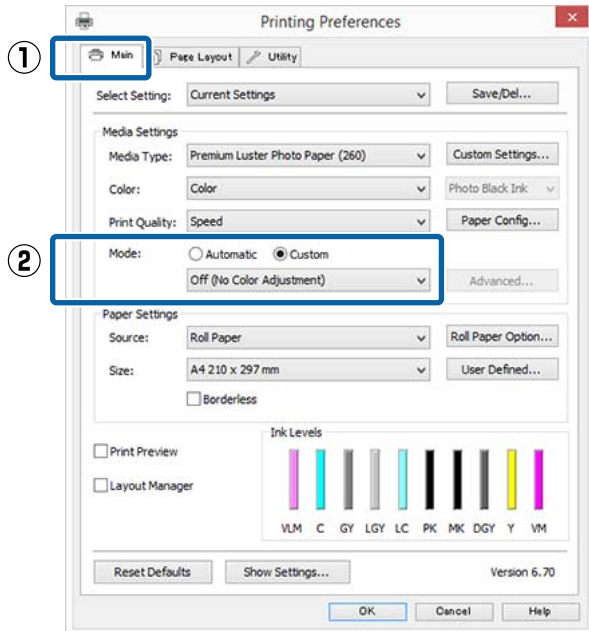 Printing Preferences
①
Main Page Layout Utility
Select Setting: Current Settings Save/Del...
Media Settings
Media Type: Premium Luster Photo Paper (260) Custom Settings...
Color: Color Photo Black Ink
Print Quality: Speed Paper Config...
②
Mode: Automatic Custom
Off (No Color Adjustment) Advanced...
Paper Settings
Source: Roll Paper Roll Paper Option...
Size: A4 210 x 297 mm User Defined...
Borderless
Ink Levels
Print Preview
Layout Manager
VLM C GY LGY LC PK MK DGY Y VM
Reset Defaults Show Settings... Version 6.70
OK Cancel Help